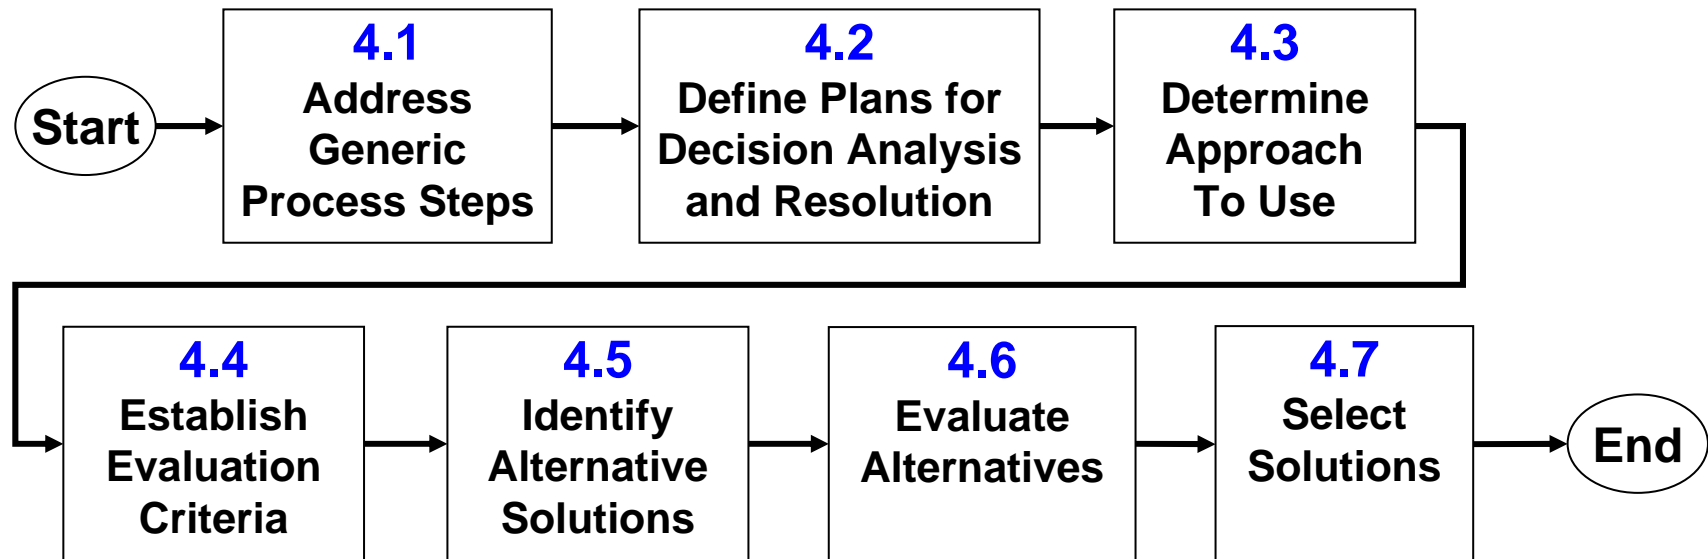 Start
4.1
Address
Generic
Process Steps
4.2
Define Plans for
Decision Analysis
and Resolution
4.3
Determine
Approach
To Use
4.4
Establish
Evaluation
Criteria
4.5
Identify
Alternative
Solutions
4.6
Evaluate
Alternatives
4.7
Select
Solutions
End